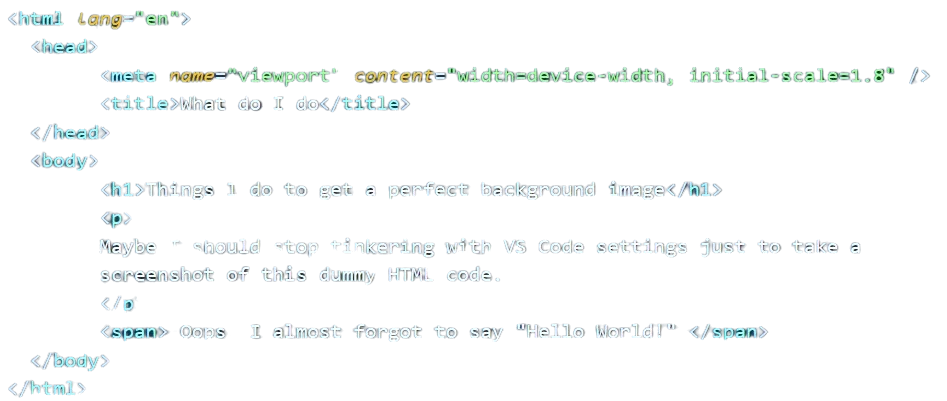 <html lang="en">
<head>
<meta name="viewport" content="width=device-width, initial-scale=1.8" />
<title>What do I do</title>
</head>
<body>
<h1>Things I do to get a perfect background image</h1>
<p>
Maybe I should stop tinkering with VS Code settings just to take a
screenshot of this dummy HTML code.
</p
<span> Oops I almost forgot to say "Hello World!" </span>
</body>
</html>